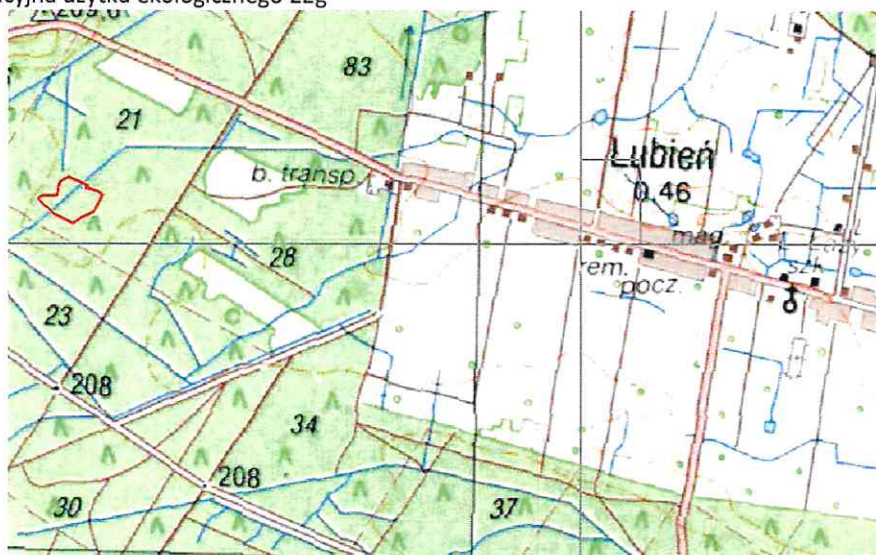 użytku ekologicznego 22g
83
21
b. transp.
Lubień
0.46
28
mag.
rem.
pocz.
szk
23
208
34
208
30
37